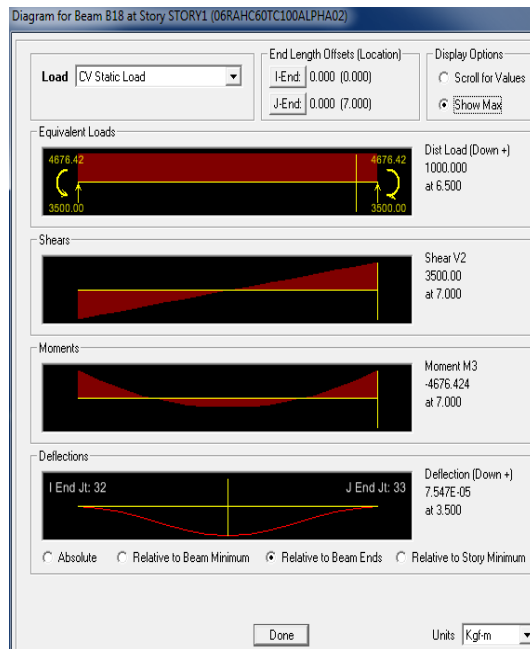 Diagram for Beam B18 at Story STORY1 (06RAHC60TC100ALPHA02)
Load CV Static Load
End Length Offsets (Location)
I-End: 0.000 (0.000)
J-End: 0.000 (7.000)
Display Options
Scroll for Values
Show Max
Equivalent Loads
4676.42 4676.42
3500.00 3500.00
Dist Load (Down +)
1000.000
at 6.500
Shears
Shear V2
3500.00
at 7.000
Moments
Moment M3
-4676.424
at 7.000
Deflections
I End Jt: 32 J End Jt: 33
Deflection (Down +)
7.547E-05
at 3.500
Absolute Relative to Beam Minimum Relative to Beam Ends Relative to Story Minimum
Done Units Kgf-m